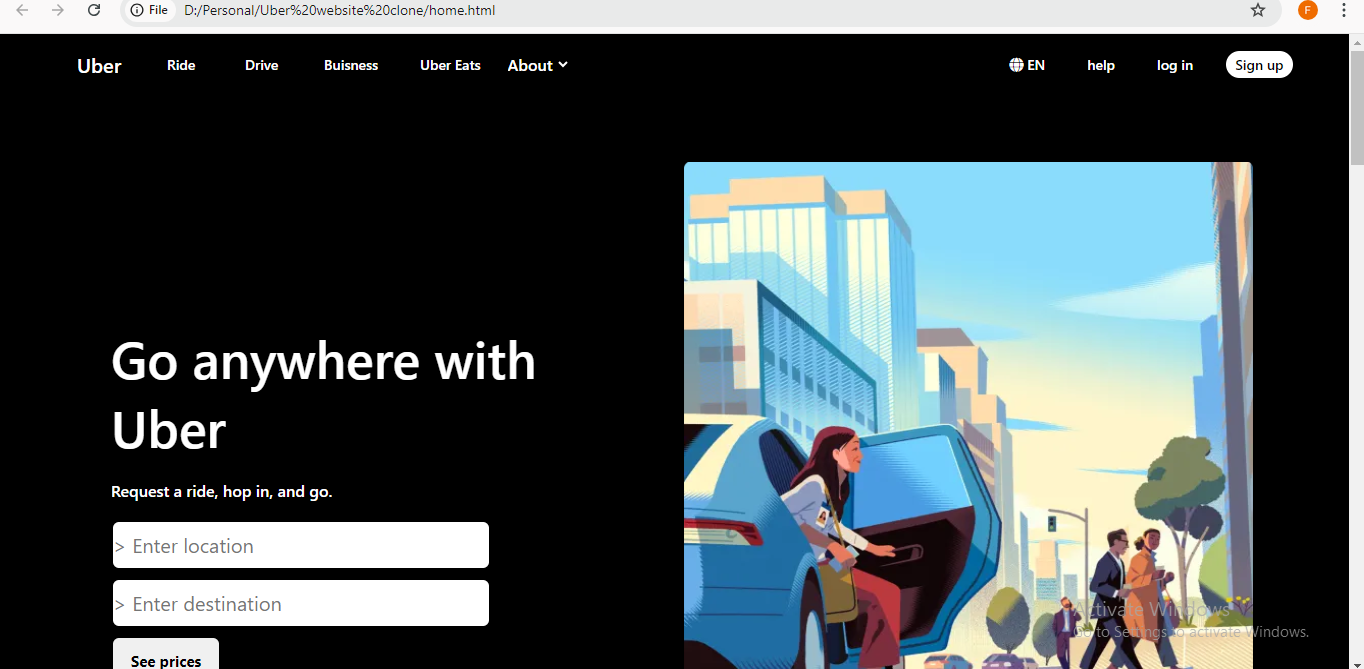 File D:/Personal/Uber%20website%20clone/home.html F
Uber Ride Drive Buisness Uber Eats About EN help log in Sign up
Go anywhere with
Uber
Request a ride, hop in, and go.
> Enter location
> Enter destination
See prices
Activate Windows
Go to Settings to activate Windows.